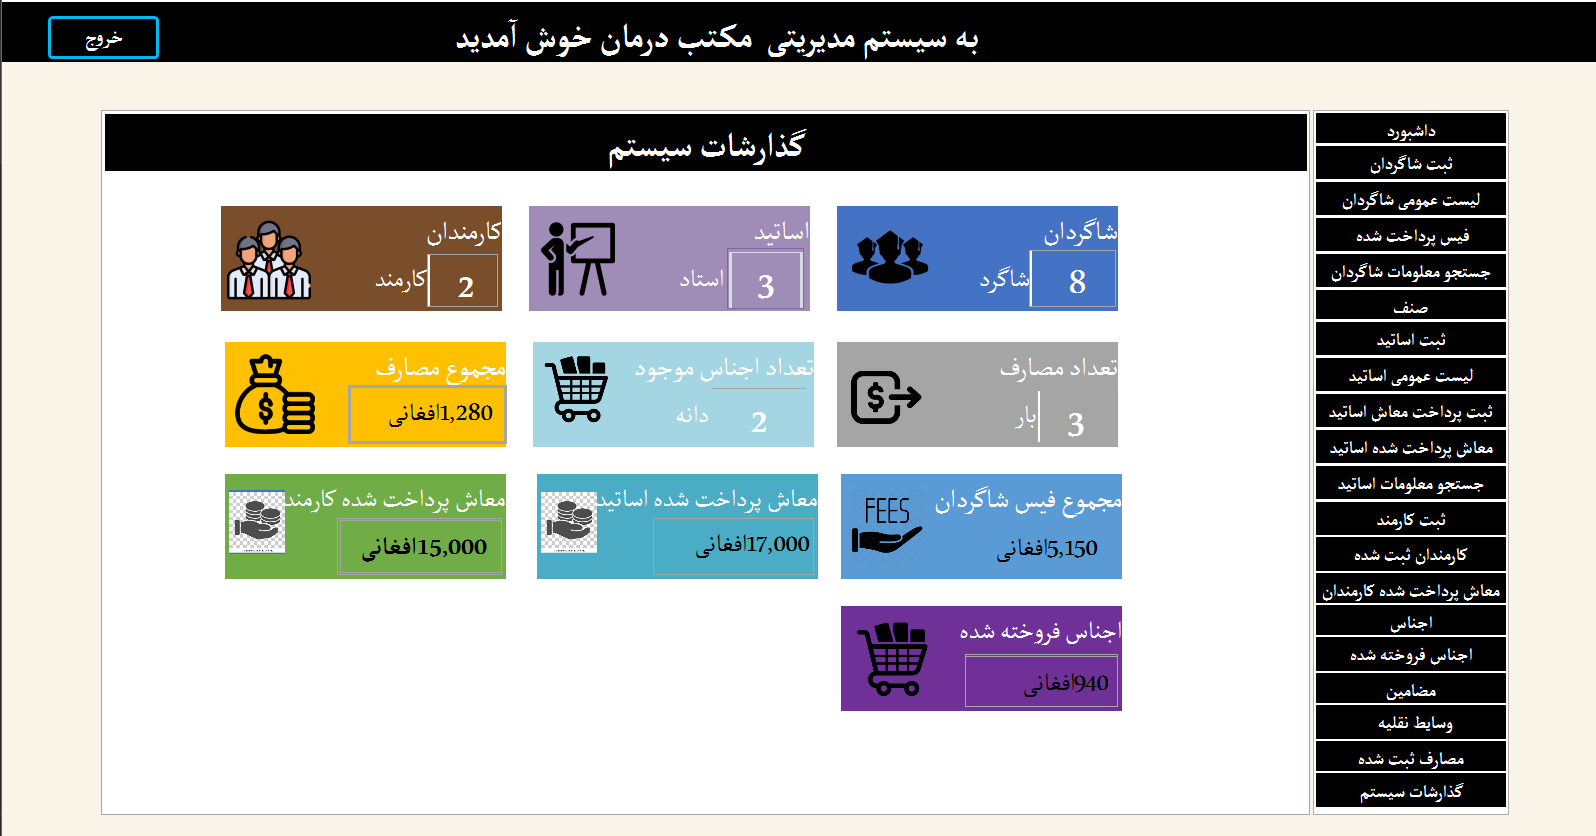 به سیستم مدیریتی مکتب درمان خوش آمدید
خروج
داشبورد
ثبت شاگردان
لیست عمومی شاگردان
فیس پرداخت شده
جستجو معلومات شاگردان
صنف
ثبت اساتید
لیست عمومی اساتید
ثبت پرداخت معاش اساتید
معاش پرداخت شده اساتید
جستجو معلومات اساتید
ثبت کارمند
کارمندان ثبت شده
معاش پرداخت شده کارمندان
اجناس
اجناس فروخته شده
مضامین
وسایط نقلیه
مصارف ثبت شده
گذارشات سیستم
گذارشات سیستم
شاگردان
8 شاگرد
اساتید
3 استاد
کارمندان
2 کارمند
تعداد مصارف
3 بار
تعداد اجناس موجود
2 دانه
مجموع مصارف
1,280افغانی
مجموع فیس شاگردان
FEES
5,150افغانی
معاش پرداخت شده اساتید
17,000افغانی
معاش پرداخت شده کارمند
15,000افغانی
اجناس فروخته شده
940افغانی